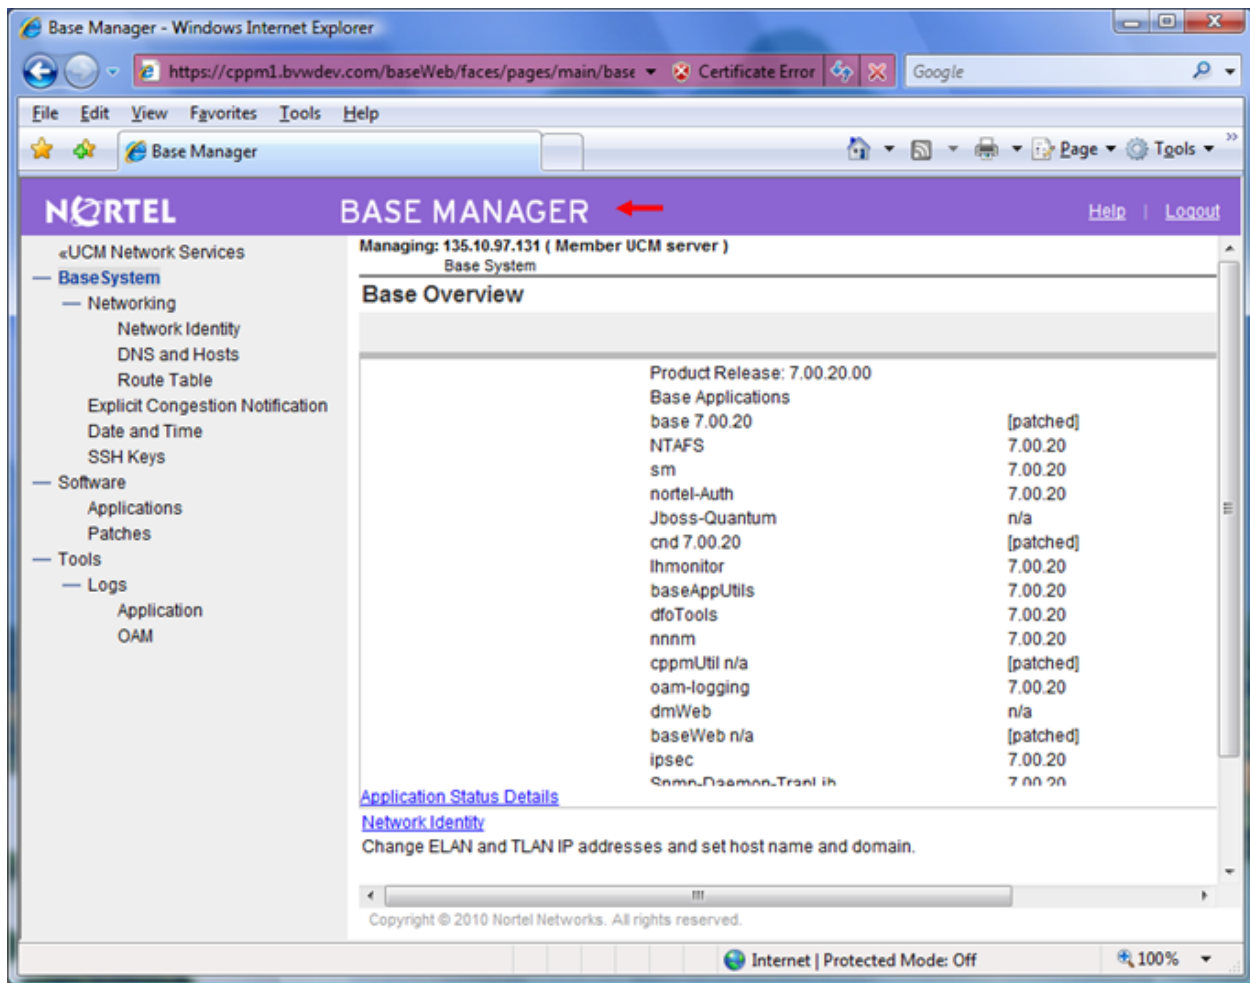 Base Manager - Windows Internet Explorer
https://cppm1.bvwdev.com/baseWeb/faces/pages/main/base Certificate Error Google
File Edit View Favorites Tools Help
Base Manager Page Tools
NORTEL BASE MANAGER Help | Logout
«UCM Network Services
Base System
Networking
Network Identity
DNS and Hosts
Route Table
Explicit Congestion Notification
Date and Time
SSH Keys
Software
Applications
Patches
Tools
Logs
Application
OAM
Managing: 135.10.97.131 ( Member UCM server )
Base System
Base Overview
Product Release: 7.00.20.00
Base Applications
base 7.00.20 [patched]
NTAFS 7.00.20
sm 7.00.20
nortel-Auth 7.00.20
Jboss-Quantum n/a
cnd 7.00.20 [patched]
lhmonitor 7.00.20
baseAppUtils 7.00.20
dfoTools 7.00.20
nnnm 7.00.20
cppmUtil n/a [patched]
oam-logging 7.00.20
dmWeb n/a
baseWeb n/a [patched]
ipsec 7.00.20
Snmp-Daemon-TrapLib 7.00.20
Application Status Details
Network Identity
Change ELAN and TLAN IP addresses and set host name and domain.
Copyright © 2010 Nortel Networks. All rights reserved.
Internet | Protected Mode: Off 100%